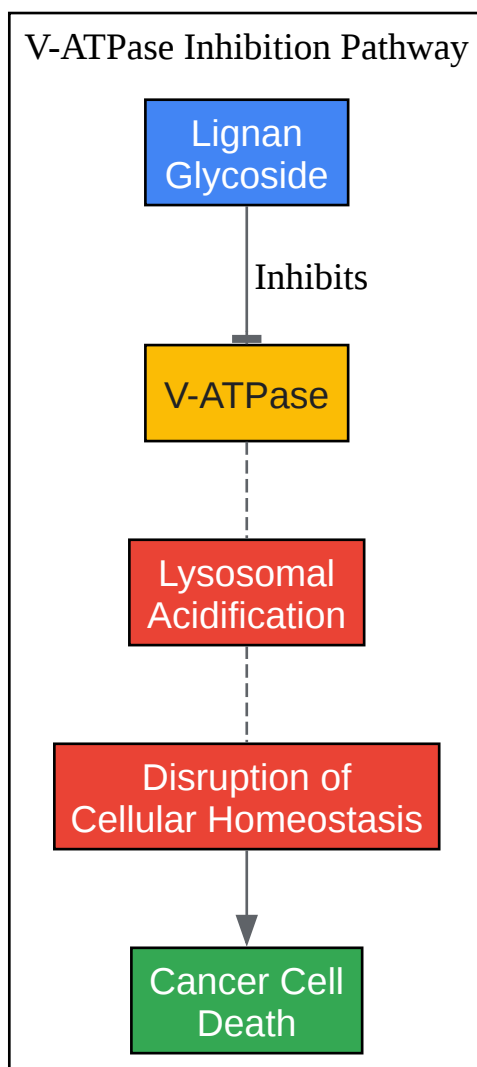 V-ATPase Inhibition Pathway
Lignan
Glycoside
Inhibits
V-ATPase
Lysosomal
Acidification
Disruption of
Cellular Homeostasis
Cancer Cell
Death